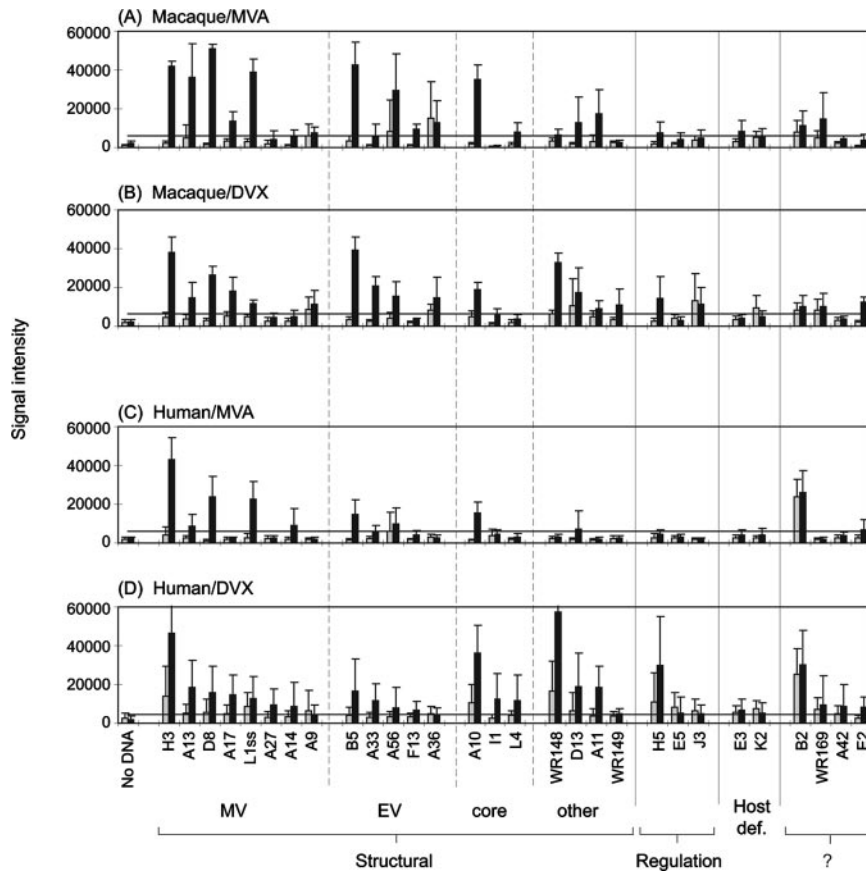 (A) Macaque/MVA
60000
40000
20000
0
(B) Macaque/DVX
60000
40000
20000
0
Signal intensity
(C) Human/MVA
60000
40000
20000
0
(D) Human/DVX
60000
40000
20000
0
No DNA H3 A13 D8 A17 L1ss A27 A14 A9 B5 A33 A56 F13 A36 A10 I1 L4 WR148 D13 A11 WR149 H5 E5 J3 E3 K2 B2 WR169 A42
MV EV core other Host def.
Structural Regulation ?